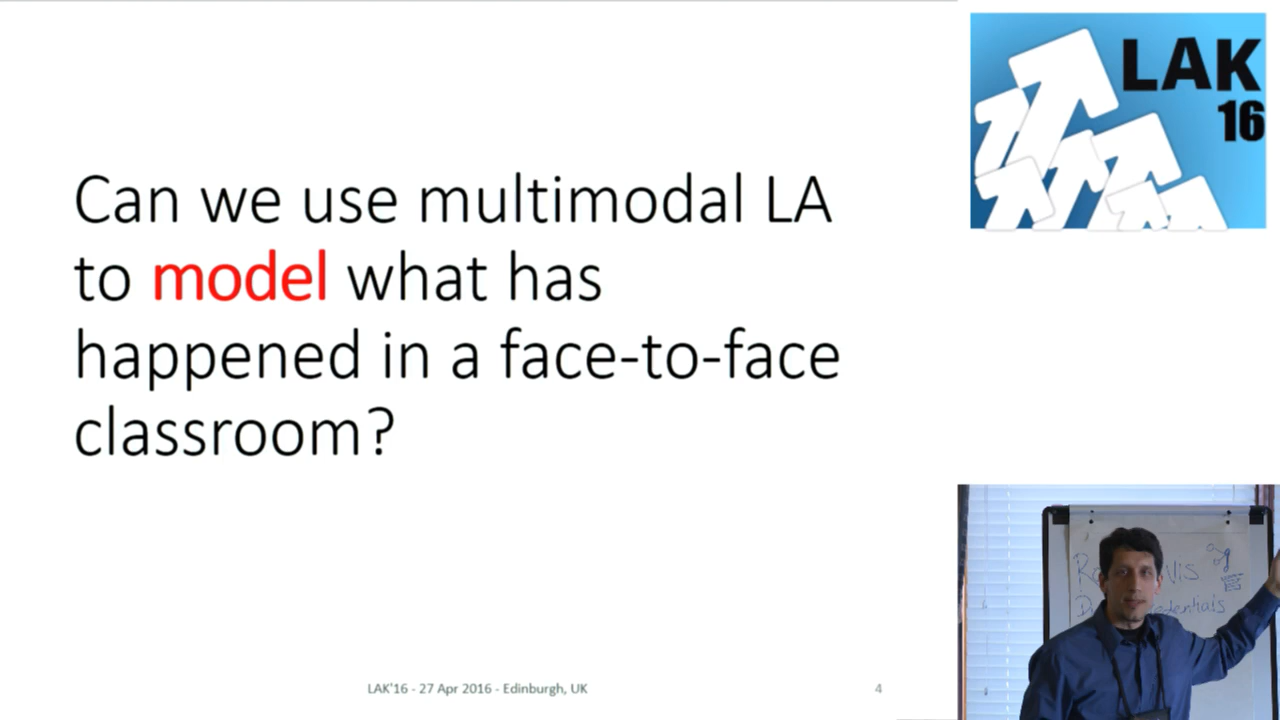 LAK
16
Can we use multimodal LA
to model what has
happened in a face-to-face
classroom?
LAK'16 - 27 Apr 2016 - Edinburgh, UK
4